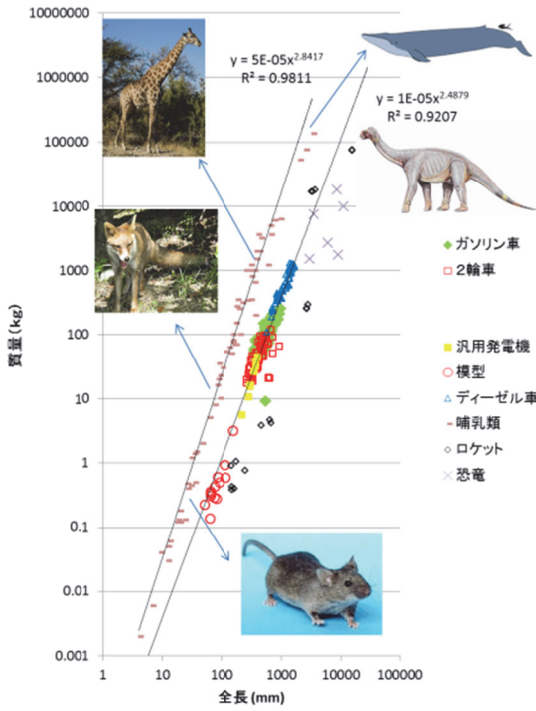 10000000
1000000
100000
10000
1000
100
10
1
0.1
0.01
0.001
質量(kg)
y = 5E-05x^2.8417
R² = 0.9811
y = 1E-05x^2.4879
R² = 0.9207
ガソリン車
2輪車
汎用発電機
模型
ディーゼル車
哺乳類
ロケット
恐竜
1 10 100 1000 10000 100000
全長(mm)